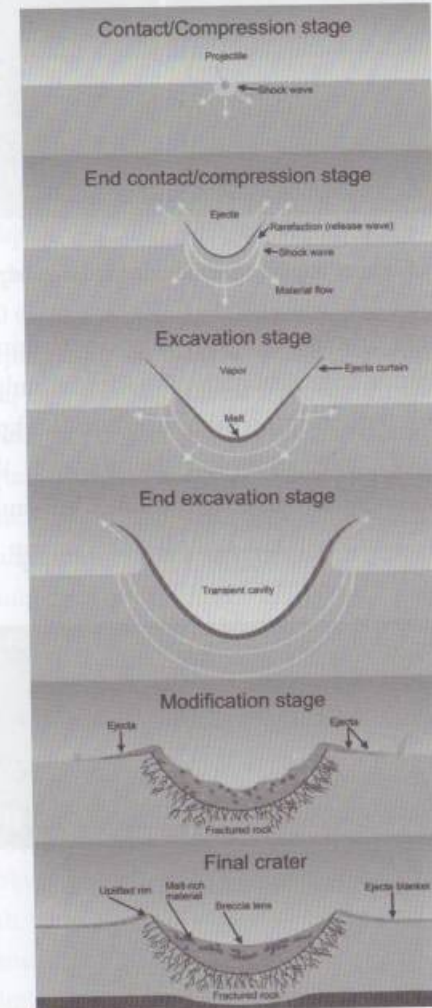 Contact/Compression stage
Projectile
Shock wave
End contact/compression stage
Ejecta
Rarefaction (release wave)
Shock wave
Material flow
Excavation stage
Vapor
Ejecta curtain
Melt
End excavation stage
Transient cavity
Modification stage
Ejecta
Ejecta
Fractured rock
Final crater
Uplifted rim
Melt-rich
material
Breccia lens
Ejecta blanket
Fractured rock